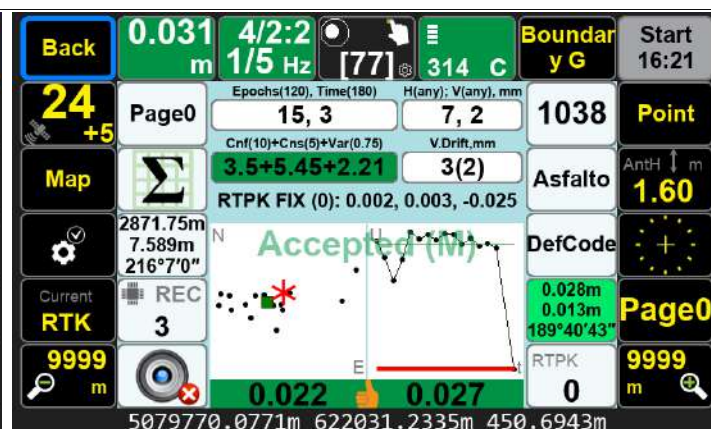 Back
0.031
m
4/2:2
1/5 Hz
[77]
314 C
Boundar
y G
Start
16:21
24
+5
Page0
Epochs(120), Time(180)
15, 3
H(any); V(any), mm
7, 2
1038
Point
Map
Σ
Cnf(10)+Cns(5)+Var(0.75)
3.5+5.45+2.21
V.Drift,mm
3(2)
RTPK FIX (0): 0.002, 0.003, -0.025
Asfalto
AntH m
1.60
2871.75m
7.589m
216°7'0"
N
Accepted (M)
U
DefCode
Current
RTK
REC
3
0.028m
0.013m
189°40'43"
Page0
9999
m
E
t
0.022
0.027
RTPK
0
9999
m
5079770.0771m 622031.2335m 450.6943m